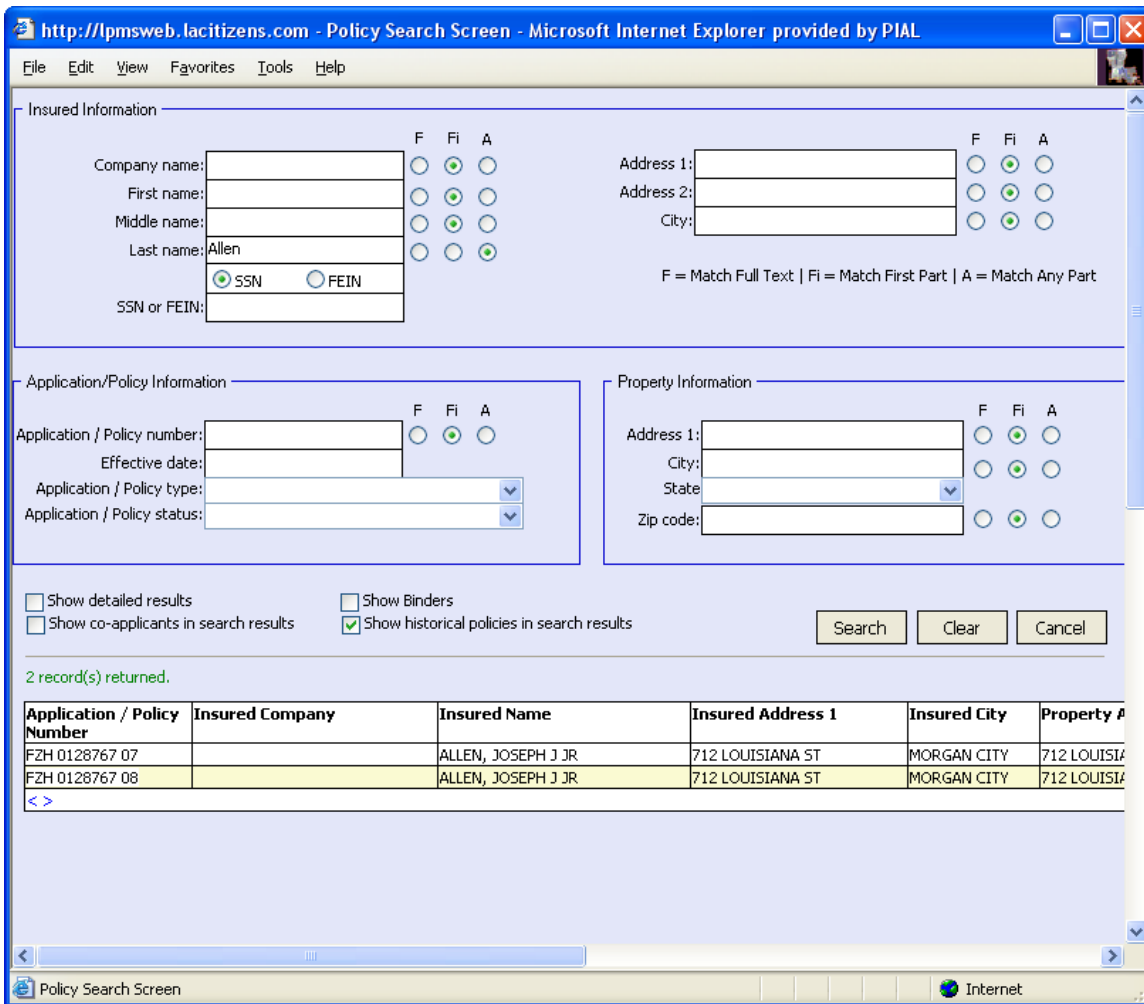 http://lpmsweb.lacitizens.com - Policy Search Screen - Microsoft Internet Explorer provided by PIAL
File Edit View Favorites Tools Help
Insured Information
F Fi A
Company name:
First name:
Middle name:
Last name: Allen
SSN FEIN
SSN or FEIN:
F Fi A
Address 1:
Address 2:
City:
F = Match Full Text | Fi = Match First Part | A = Match Any Part
Application/Policy Information
F Fi A
Application / Policy number:
Effective date:
Application / Policy type:
Application / Policy status:
Property Information
F Fi A
Address 1:
City:
State
Zip code:
Show detailed results Show Binders
Show co-applicants in search results Show historical policies in search results
Search Clear Cancel
2 record(s) returned.
Application / Policy Number Insured Company Insured Name Insured Address 1 Insured City Property A
FZH 0128767 07 ALLEN, JOSEPH J JR 712 LOUISIANA ST MORGAN CITY 712 LOUISIA
FZH 0128767 08 ALLEN, JOSEPH J JR 712 LOUISIANA ST MORGAN CITY 712 LOUISIA
< >
Policy Search Screen Internet